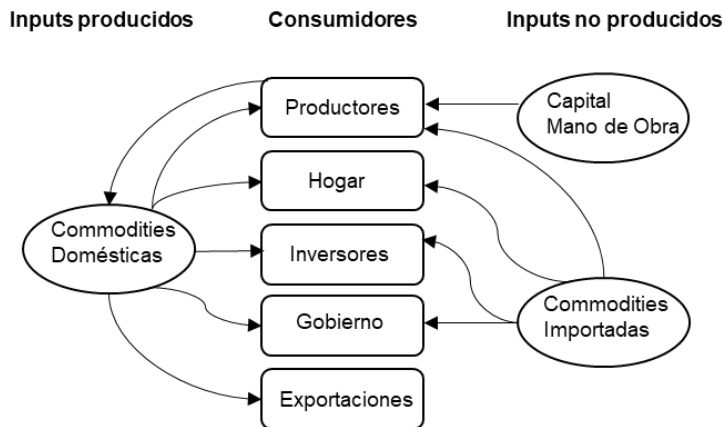 Inputs producidos
Consumidores
Inputs no producidos
Productores
Capital
Mano de Obra
Hogar
Commodities
Domésticas
Inversores
Gobierno
Commodities
Importadas
Exportaciones